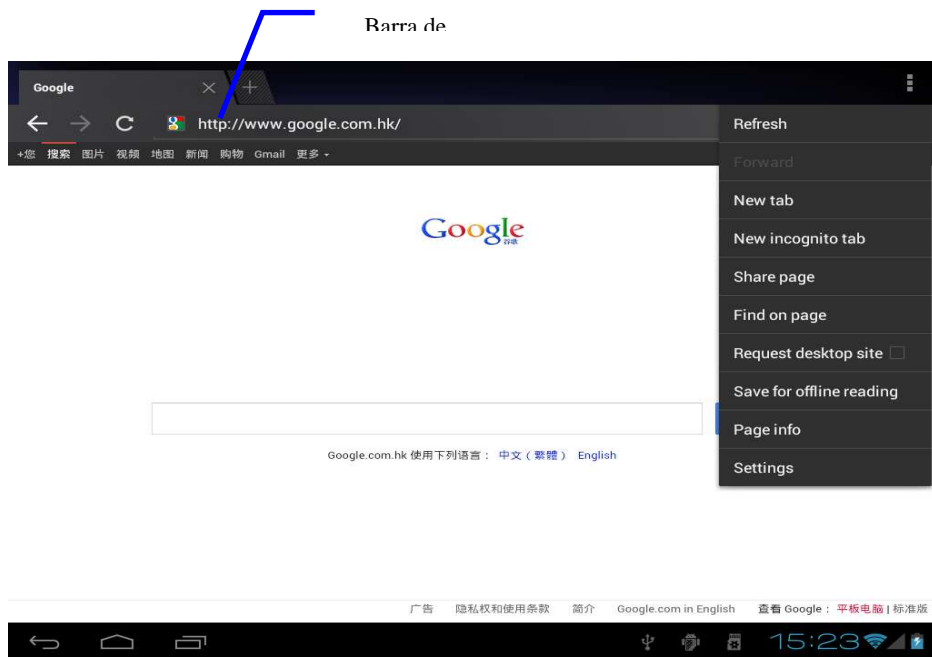 Barra de
Google
http://www.google.com.hk/
+您 搜索 图片 视频 地图 新闻 购物 Gmail 更多
Refresh
Forward
New tab
New incognito tab
Share page
Find on page
Request desktop site
Save for offline reading
Page info
Settings
Google
谷歌
Google.com.hk 使用下列语言： 中文（繁體） English
广告 隐私权和使用条款 简介 Google.com in English 查看 Google： 平板电脑 | 标准版
15:23